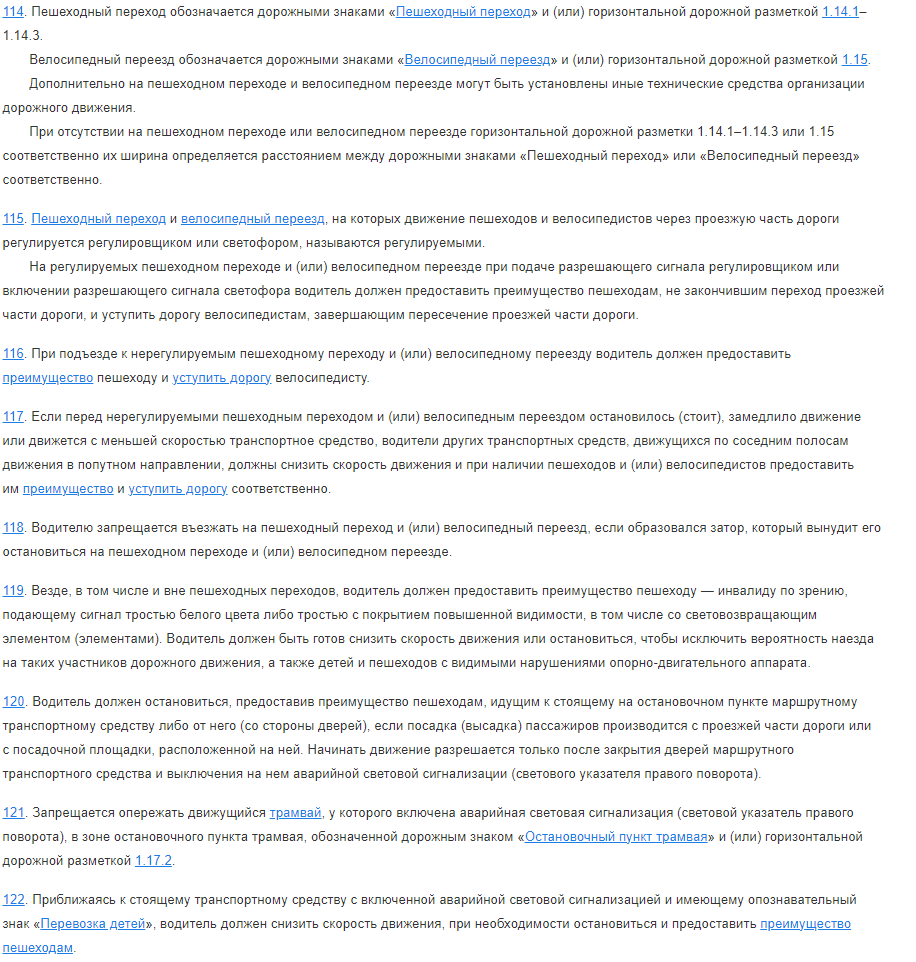 114. Пешеходный переход обозначается дорожными знаками «Пешеходный переход» и (или) горизонтальной дорожной разметкой 1.14.1–
1.14.3.
Велосипедный переезд обозначается дорожными знаками «Велосипедный переезд» и (или) горизонтальной дорожной разметкой 1.15.
Дополнительно на пешеходном переходе и велосипедном переезде могут быть установлены иные технические средства организации
дорожного движения.
При отсутствии на пешеходном переходе или велосипедном переезде горизонтальной дорожной разметки 1.14.1–1.14.3 или 1.15
соответственно их ширина определяется расстоянием между дорожными знаками «Пешеходный переход» или «Велосипедный переезд»
соответственно.
115. Пешеходный переход и велосипедный переезд, на которых движение пешеходов и велосипедистов через проезжую часть дороги
регулируется регулировщиком или светофором, называются регулируемыми.
На регулируемых пешеходном переходе и (или) велосипедном переезде при подаче разрешающего сигнала регулировщиком или
включении разрешающего сигнала светофора водитель должен предоставить преимущество пешеходам, не закончившим переход проезжей
части дороги, и уступить дорогу велосипедистам, завершающим пересечение проезжей части дороги.
116. При подъезде к нерегулируемым пешеходному переходу и (или) велосипедному переезду водитель должен предоставить
преимущество пешеходу и уступить дорогу велосипедисту.
117. Если перед нерегулируемыми пешеходным переходом и (или) велосипедным переездом остановилось (стоит), замедлило движение
или движется с меньшей скоростью транспортное средство, водители других транспортных средств, движущихся по соседним полосам
движения в попутном направлении, должны снизить скорость движения и при наличии пешеходов и (или) велосипедистов предоставить
им преимущество и уступить дорогу соответственно.
118. Водителю запрещается въезжать на пешеходный переход и (или) велосипедный переезд, если образовался затор, который вынудит его
остановиться на пешеходном переходе и (или) велосипедном переезде.
119. Везде, в том числе и вне пешеходных переходов, водитель должен предоставить преимущество пешеходу — инвалиду по зрению,
подающему сигнал тростью белого цвета либо тростью с покрытием повышенной видимости, в том числе со световозвращающим
элементом (элементами). Водитель должен быть готов снизить скорость движения или остановиться, чтобы исключить вероятность наезда
на таких участников дорожного движения, а также детей и пешеходов с видимыми нарушениями опорно-двигательного аппарата.
120. Водитель должен остановиться, предоставив преимущество пешеходам, идущим к стоящему на остановочном пункте маршрутному
транспортному средству либо от него (со стороны дверей), если посадка (высадка) пассажиров производится с проезжей части дороги или
с посадочной площадки, расположенной на ней. Начинать движение разрешается только после закрытия дверей маршрутного
транспортного средства и выключения на нем аварийной световой сигнализации (светового указателя правого поворота).
121. Запрещается опережать движущийся трамвай, у которого включена аварийная световая сигнализация (световой указатель правого
поворота), в зоне остановочного пункта трамвая, обозначенной дорожным знаком «Остановочный пункт трамвая» и (или) горизонтальной
дорожной разметкой 1.17.2.
122. Приближаясь к стоящему транспортному средству с включенной аварийной световой сигнализацией и имеющему опознавательный
знак «Перевозка детей», водитель должен снизить скорость движения, при необходимости остановиться и предоставить преимущество
пешеходам.